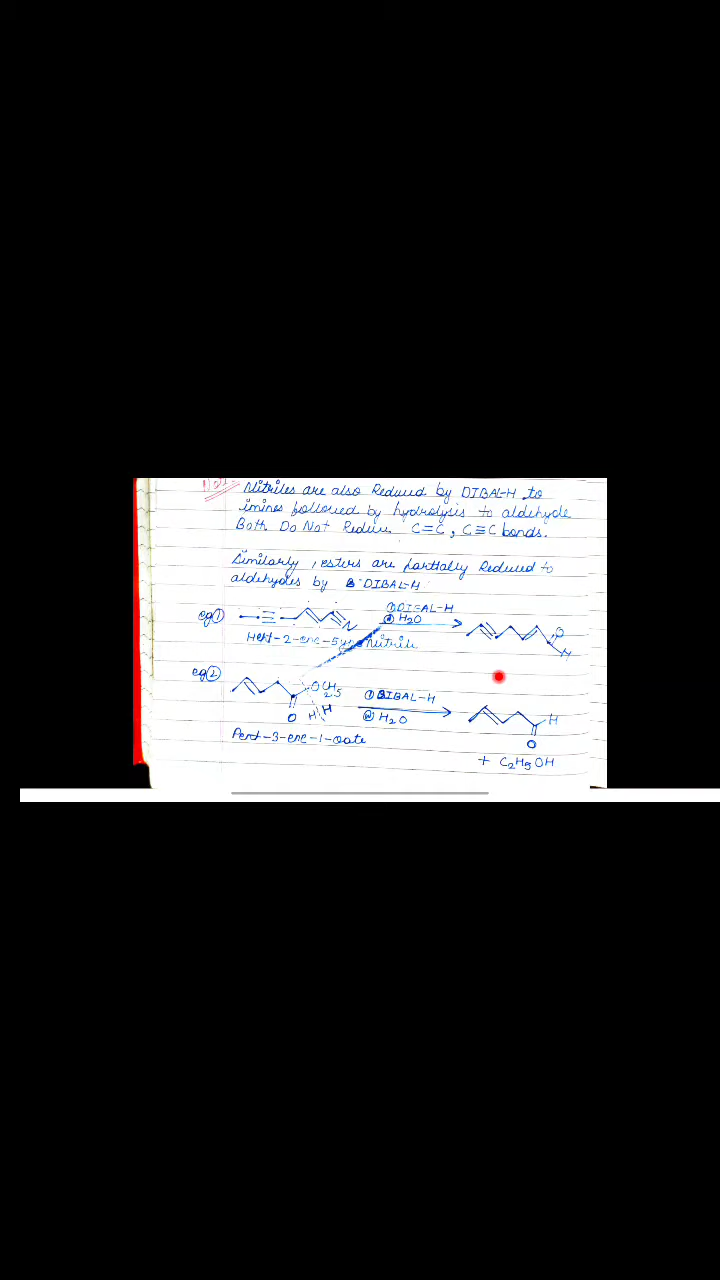 Note
Nitriles are also Reduced by DIBAL-H to
imines followed by hydrolysis to aldehyde
Both Do Not Reduce C=C, C≡C bonds.
Similarly, esters are partially Reduced to
aldehydes by DIBAL-H
eg①
① DIBAL-H
② H2O
N
O
H
Hex-2-ene-5 Nitrile
eg②
OC2H5
O
H H
① DIBAL-H
② H2O
H
O
Pent-3-ene-1-oate
+ C2H5OH